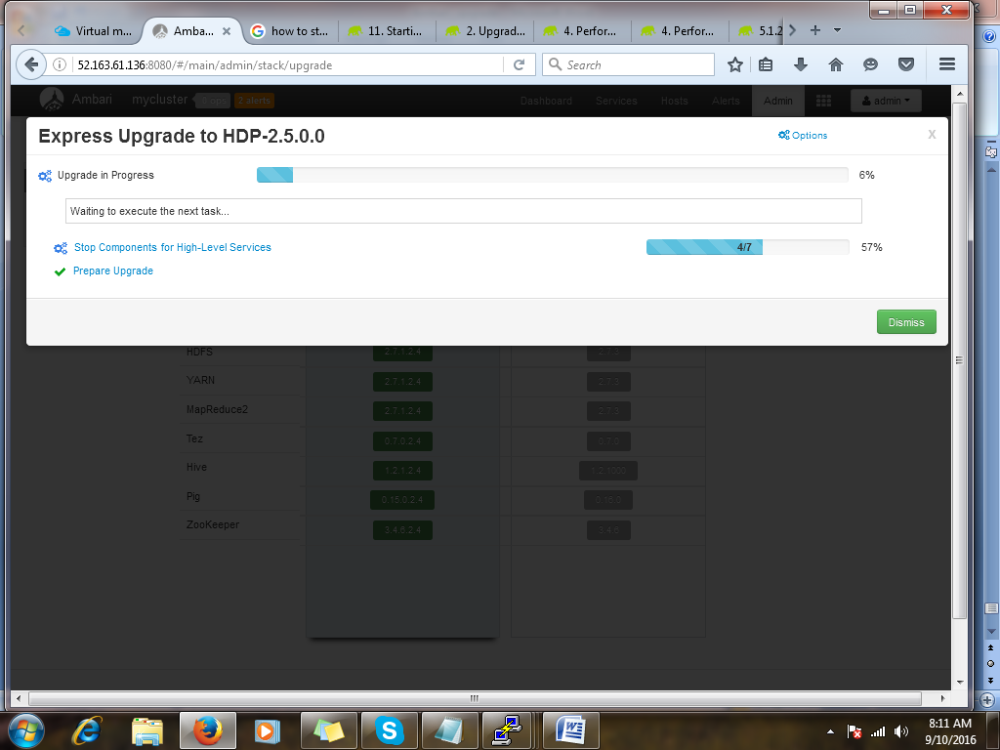 Virtual m...
Amba...
how to st...
11. Starti...
2. Upgrad...
4. Perfor...
4. Perfor...
5.1.2
52.163.61.136:8080/#/main/admin/stack/upgrade
Search
Ambari mycluster 0 ops 2 alerts Dashboard Services Hosts Alerts Admin admin
Express Upgrade to HDP-2.5.0.0 Options X
Upgrade in Progress 6%
Waiting to execute the next task...
Stop Components for High-Level Services 4/7 57%
Prepare Upgrade
Dismiss
HDFS 2.7.1.2.4 2.7.3
YARN 2.7.1.2.4 2.7.3
MapReduce2 2.7.1.2.4 2.7.3
Tez 0.7.0.2.4 0.7.0
Hive 1.2.1.2.4 1.2.1000
Pig 0.15.0.2.4 0.16.0
ZooKeeper 3.4.6.2.4 3.4.6
8:11 AM
9/10/2016